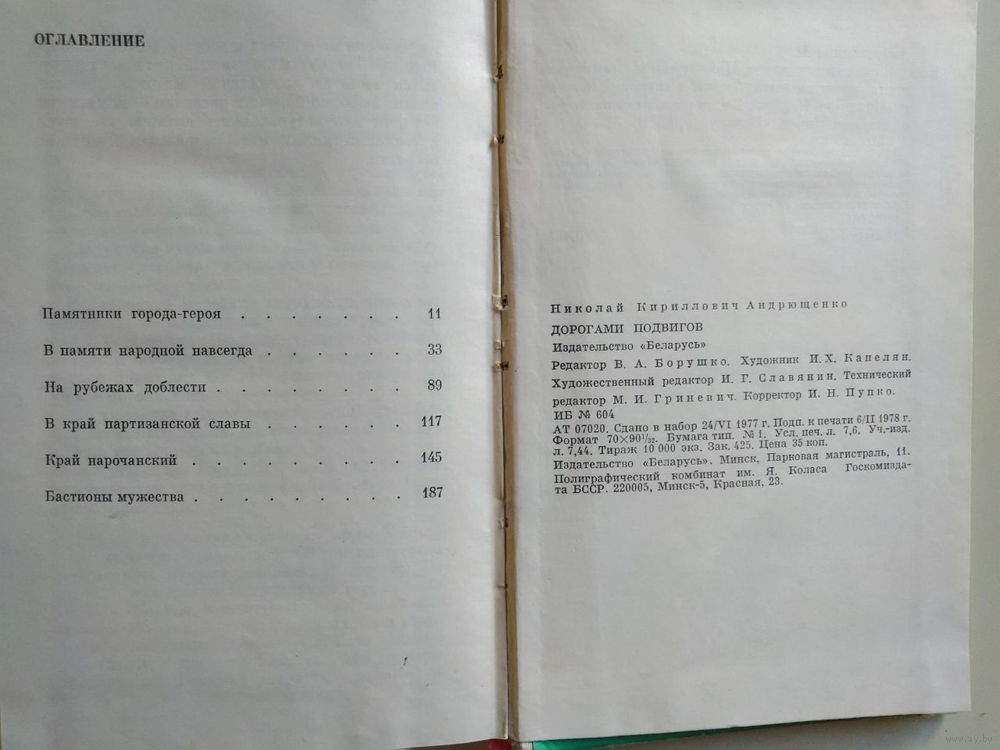 ОГЛАВЛЕНИЕ
Памятники города-героя . . . . . . . 11
В памяти народной навсегда . . . . . . 33
На рубежах доблести . . . . . . . . 89
В край партизанской славы . . . . . . 117
Край нарочанский . . . . . . . . 145
Бастионы мужества . . . . . . . . . 187
Николай Кириллович Андрющенко
ДОРОГАМИ ПОДВИГОВ
Издательство «Беларусь»
Редактор В. А. Борушко. Художник И. Х. Капелян.
Художественный редактор И. Г. Славянин. Технический
редактор М. И. Гриневич. Корректор И. Н. Пупко.
ИБ № 604
АТ 07020. Сдано в набор 24/VI 1977 г. Подп. к печати 6/II 1978 г.
Формат 70×90¹/₃₂. Бумага тип. № 1. Усл. печ. л. 7,6. Уч.-изд.
л. 7,44. Тираж 10 000 экз. Зак. 425. Цена 35 коп.
Издательство «Беларусь». Минск, Парковая магистраль, 11.
Полиграфический комбинат им. Я. Коласа Госкомизда-
та БССР. 220005, Минск-5, Красная, 23.
www.ay.by